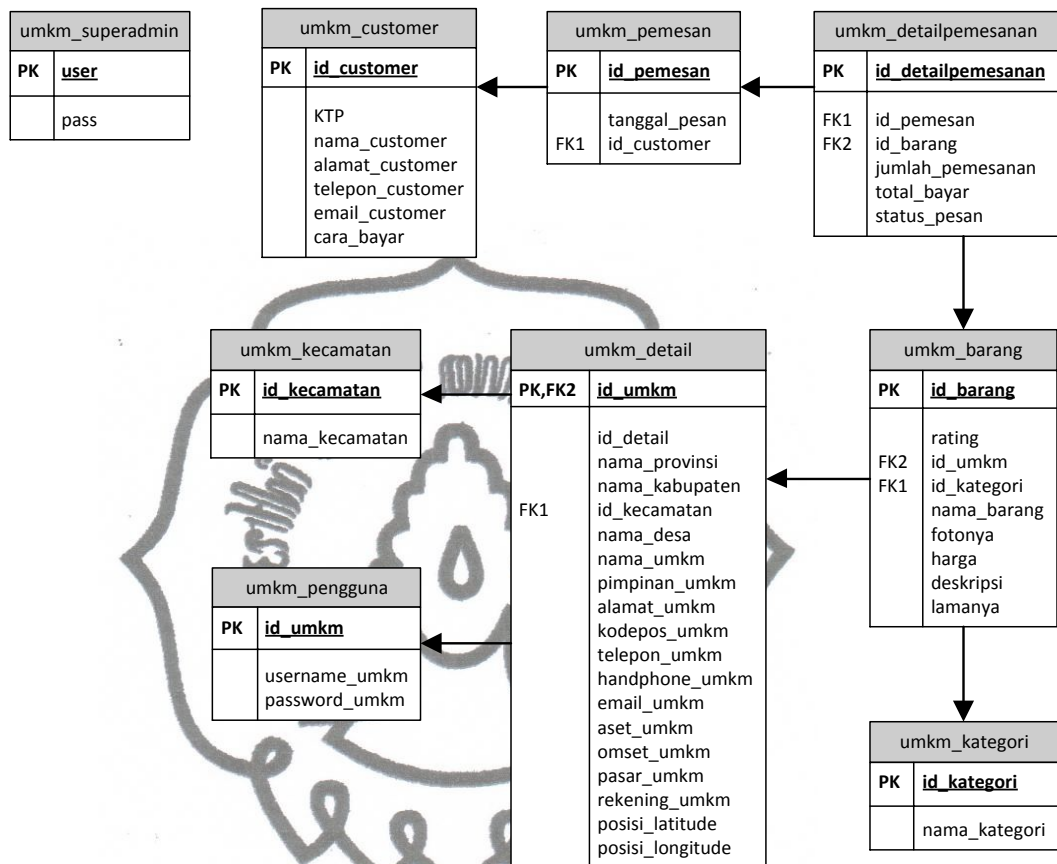 umkm_superadmin
PK user
pass
umkm_customer
PK id_customer
KTP
nama_customer
alamat_customer
telepon_customer
email_customer
cara_bayar
umkm_pemesan
PK id_pemesan
tanggal_pesan
FK1 id_customer
umkm_detailpemesanan
PK id_detailpemesanan
FK1 id_pemesan
FK2 id_barang
jumlah_pemesanan
total_bayar
status_pesan
umkm_kecamatan
PK id_kecamatan
nama_kecamatan
umkm_detail
PK,FK2 id_umkm
id_detail
nama_provinsi
nama_kabupaten
FK1 id_kecamatan
nama_desa
nama_umkm
pimpinan_umkm
alamat_umkm
kodepos_umkm
telepon_umkm
handphone_umkm
email_umkm
aset_umkm
omset_umkm
pasar_umkm
rekening_umkm
posisi_latitude
posisi_longitude
umkm_barang
PK id_barang
rating
FK2 id_umkm
FK1 id_kategori
nama_barang
fotonya
harga
deskripsi
lamanya
umkm_pengguna
PK id_umkm
username_umkm
password_umkm
umkm_kategori
PK id_kategori
nama_kategori